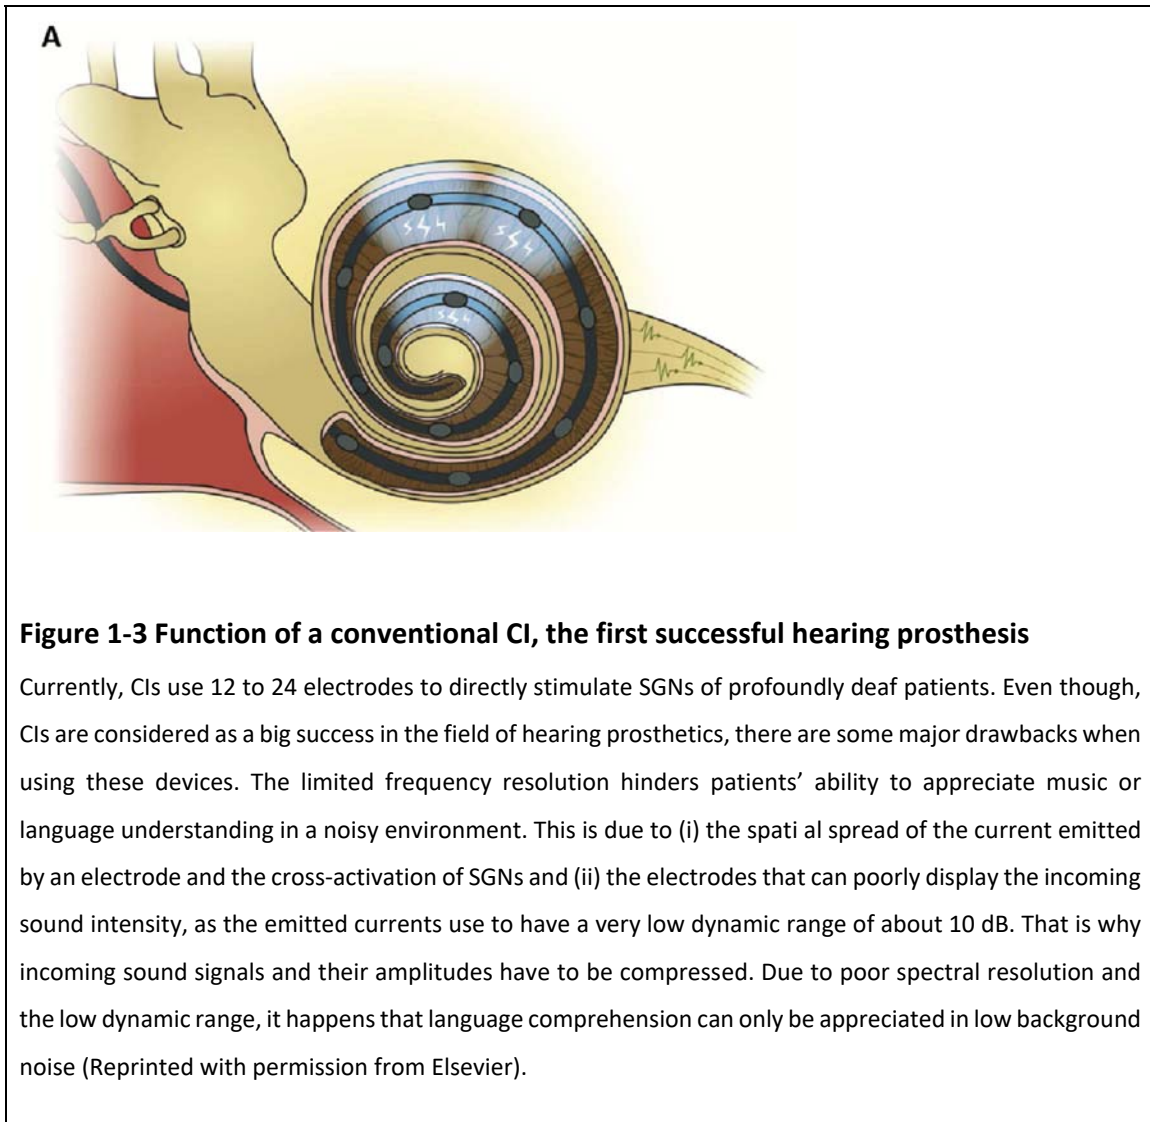 A
Figure 1-3 Function of a conventional CI, the first successful hearing prosthesis
Currently, CIs use 12 to 24 electrodes to directly stimulate SGNs of profoundly deaf patients. Even though,
CIs are considered as a big success in the field of hearing prosthetics, there are some major drawbacks when
using these devices. The limited frequency resolution hinders patients’ ability to appreciate music or
language understanding in a noisy environment. This is due to (i) the spati al spread of the current emitted
by an electrode and the cross-activation of SGNs and (ii) the electrodes that can poorly display the incoming
sound intensity, as the emitted currents use to have a very low dynamic range of about 10 dB. That is why
incoming sound signals and their amplitudes have to be compressed. Due to poor spectral resolution and
the low dynamic range, it happens that language comprehension can only be appreciated in low background
noise (Reprinted with permission from Elsevier).